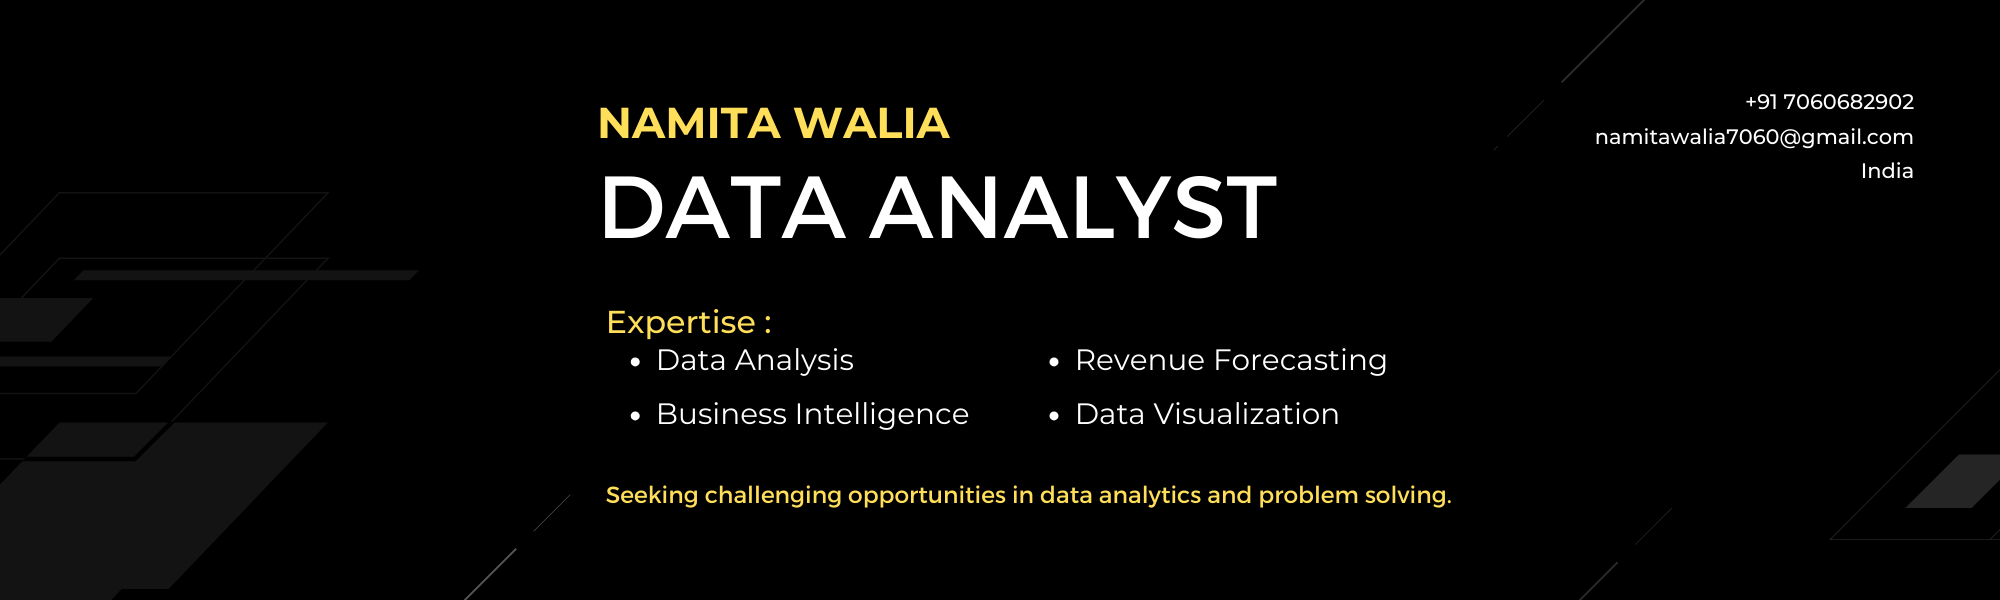 NAMITA WALIA
DATA ANALYST
+91 7060682902
namitawalia7060@gmail.com
India
Expertise :
• Data Analysis
• Business Intelligence
• Revenue Forecasting
• Data Visualization
Seeking challenging opportunities in data analytics and problem solving.